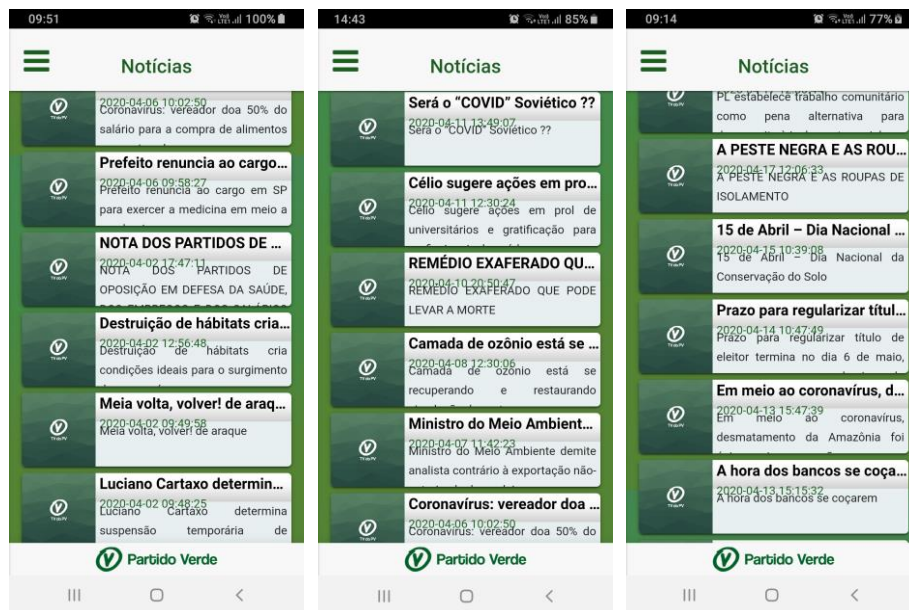 09:51
100%
Notícias
2020-04-06 10:02:50
Coronavírus: vereador doa 50% do
salário para a compra de alimentos
Prefeito renuncia ao cargo...
2020-04-06 09:58:27
Prefeito renuncia ao cargo em SP
para exercer a medicina em meio a
NOTA DOS PARTIDOS DE ...
2020-04-02 17:47:11
NOTA DOS PARTIDOS DE
OPOSIÇÃO EM DEFESA DA SAÚDE,
Destruição de hábitats cria...
2020-04-02 12:56:48
Destruição de hábitats cria
condições ideais para o surgimento
Meia volta, volver! de araq...
2020-04-02 09:49:58
Meia volta, volver! de araque
Luciano Cartaxo determin...
2020-04-02 09:48:25
Luciano Cartaxo determina
suspensão temporária de
Partido Verde
14:43
85%
Notícias
Será o “COVID” Soviético ??
2020-04-11 13:49:07
Será o “COVID” Soviético ??
Célio sugere ações em pro...
2020-04-11 12:30:24
Célio sugere ações em prol de
universitários e gratificação para
REMÉDIO EXAFERADO QU...
2020-04-10 20:50:47
REMÉDIO EXAFERADO QUE PODE
LEVAR A MORTE
Camada de ozônio está se ...
2020-04-08 12:30:06
Camada de ozônio está se
recuperando e restaurando
Ministro do Meio Ambient...
2020-04-07 11:42:23
Ministro do Meio Ambiente demite
analista contrário à exportação não-
Coronavírus: vereador doa ...
2020-04-06 10:02:50
Coronavírus: vereador doa 50% do
Partido Verde
09:14
77%
Notícias
PL estabelece trabalho comunitário
como pena alternativa para
A PESTE NEGRA E AS ROU...
2020-04-17 12:06:33
A PESTE NEGRA E AS ROUPAS DE
ISOLAMENTO
15 de Abril – Dia Nacional ...
2020-04-15 10:39:08
15 de Abril – Dia Nacional da
Conservação do Solo
Prazo para regularizar títul...
2020-04-14 10:47:49
Prazo para regularizar título de
eleitor termina no dia 6 de maio,
Em meio ao coronavírus, d...
2020-04-13 15:47:39
Em meio ao coronavírus,
desmatamento da Amazônia foi
A hora dos bancos se coça...
2020-04-13 15:15:32
A hora dos bancos se coçarem
Partido Verde